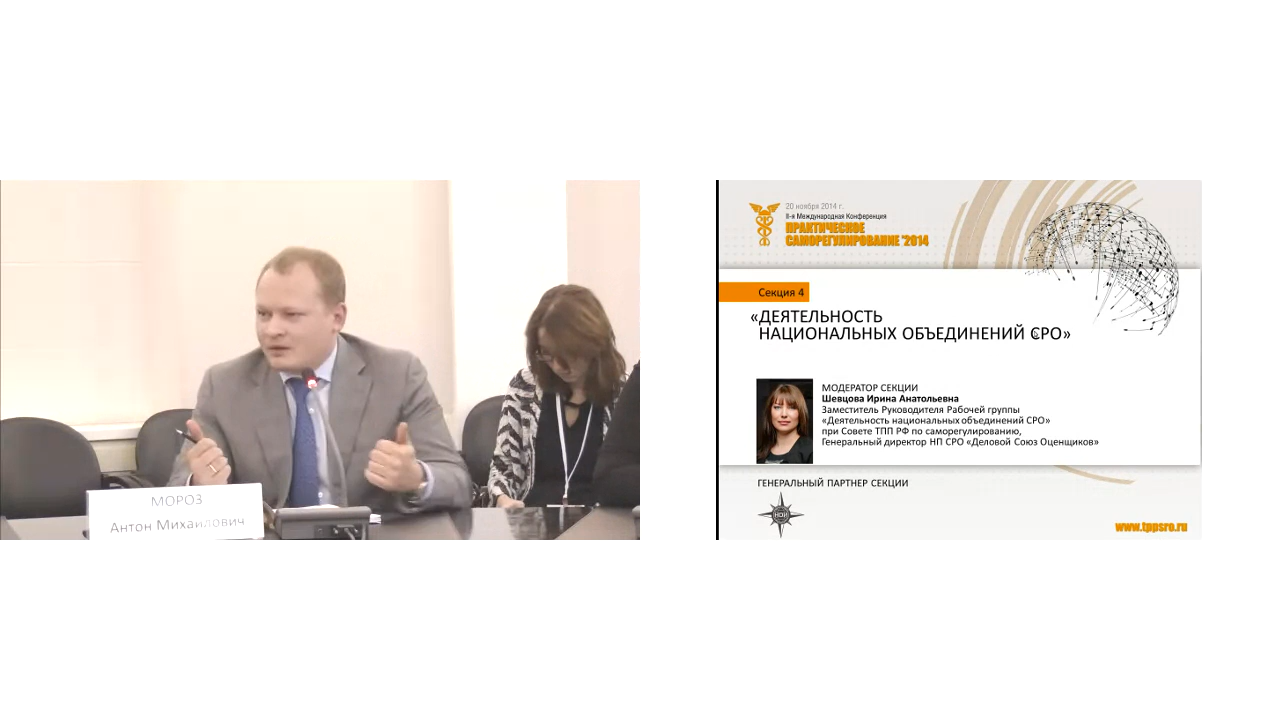 МОРОЗ
Антон Михайлович
20 ноября 2014 г.
II-я Международная Конференция
ПРАКТИЧЕСКОЕ
САМОРЕГУЛИРОВАНИЕ '2014
Секция 4
«ДЕЯТЕЛЬНОСТЬ
НАЦИОНАЛЬНЫХ ОБЪЕДИНЕНИЙ СРО»
МОДЕРАТОР СЕКЦИИ
Шевцова Ирина Анатольевна
Заместитель Руководителя Рабочей группы
«Деятельность национальных объединений СРО»
при Совете ТПП РФ по саморегулированию,
Генеральный директор НП СРО «Деловой Союз Оценщиков»
ГЕНЕРАЛЬНЫЙ ПАРТНЕР СЕКЦИИ
www.tppsro.ru